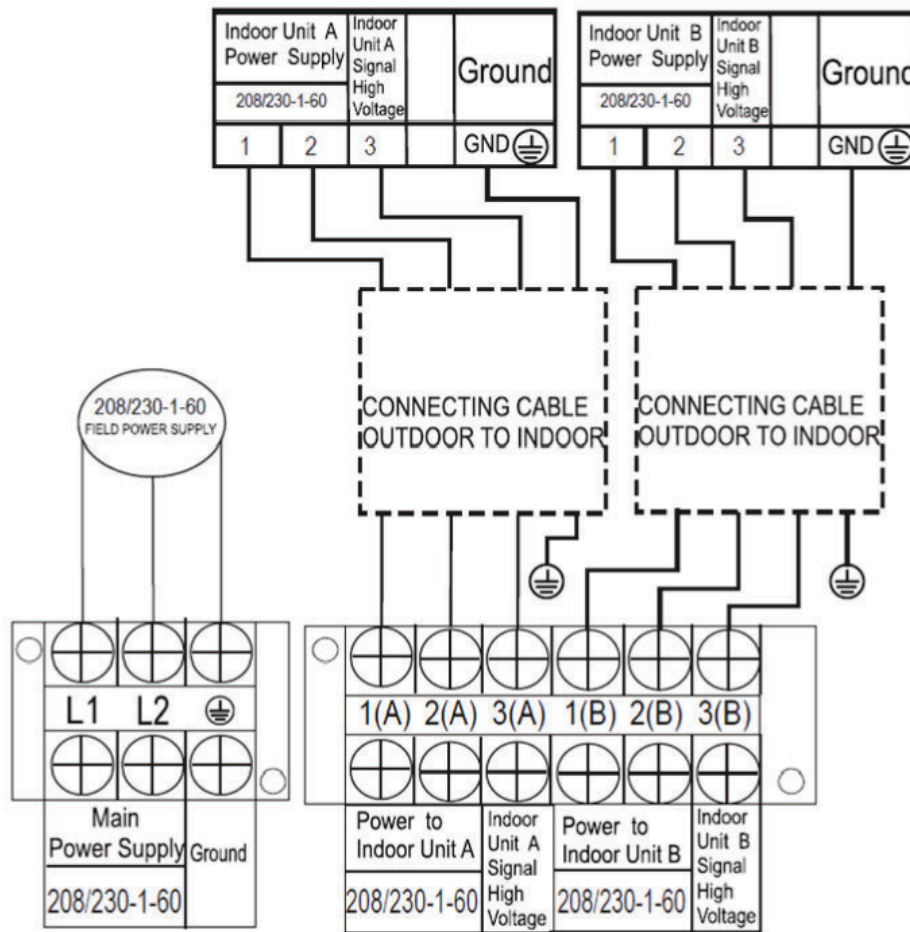 Indoor Unit A
Power Supply
208/230-1-60
Indoor
Unit A
Signal
High
Voltage
Ground
1
2
3
GND
Indoor Unit B
Power Supply
208/230-1-60
Indoor
Unit B
Signal
High
Voltage
Ground
1
2
3
GND
CONNECTING CABLE
OUTDOOR TO INDOOR
CONNECTING CABLE
OUTDOOR TO INDOOR
208/230-1-60
FIELD POWER SUPPLY
L1 L2
Main
Power Supply
208/230-1-60
Ground
1(A) 2(A) 3(A) 1(B) 2(B) 3(B)
Power to
Indoor Unit A
208/230-1-60
Indoor
Unit A
Signal
High
Voltage
Power to
Indoor Unit B
208/230-1-60
Indoor
Unit B
Signal
High
Voltage